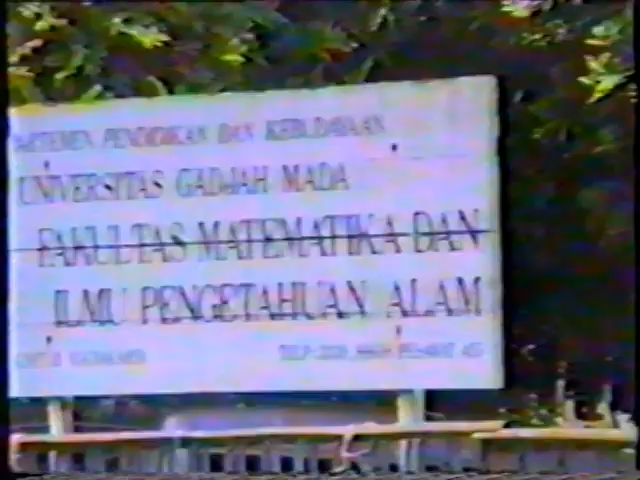 PENDIDIKAN DAN KEBUDAYAAN
UNIVERSITAS GADJAH MADA
FAKULTAS MATEMATIKA DAN
ILMU PENGETAHUAN ALAM